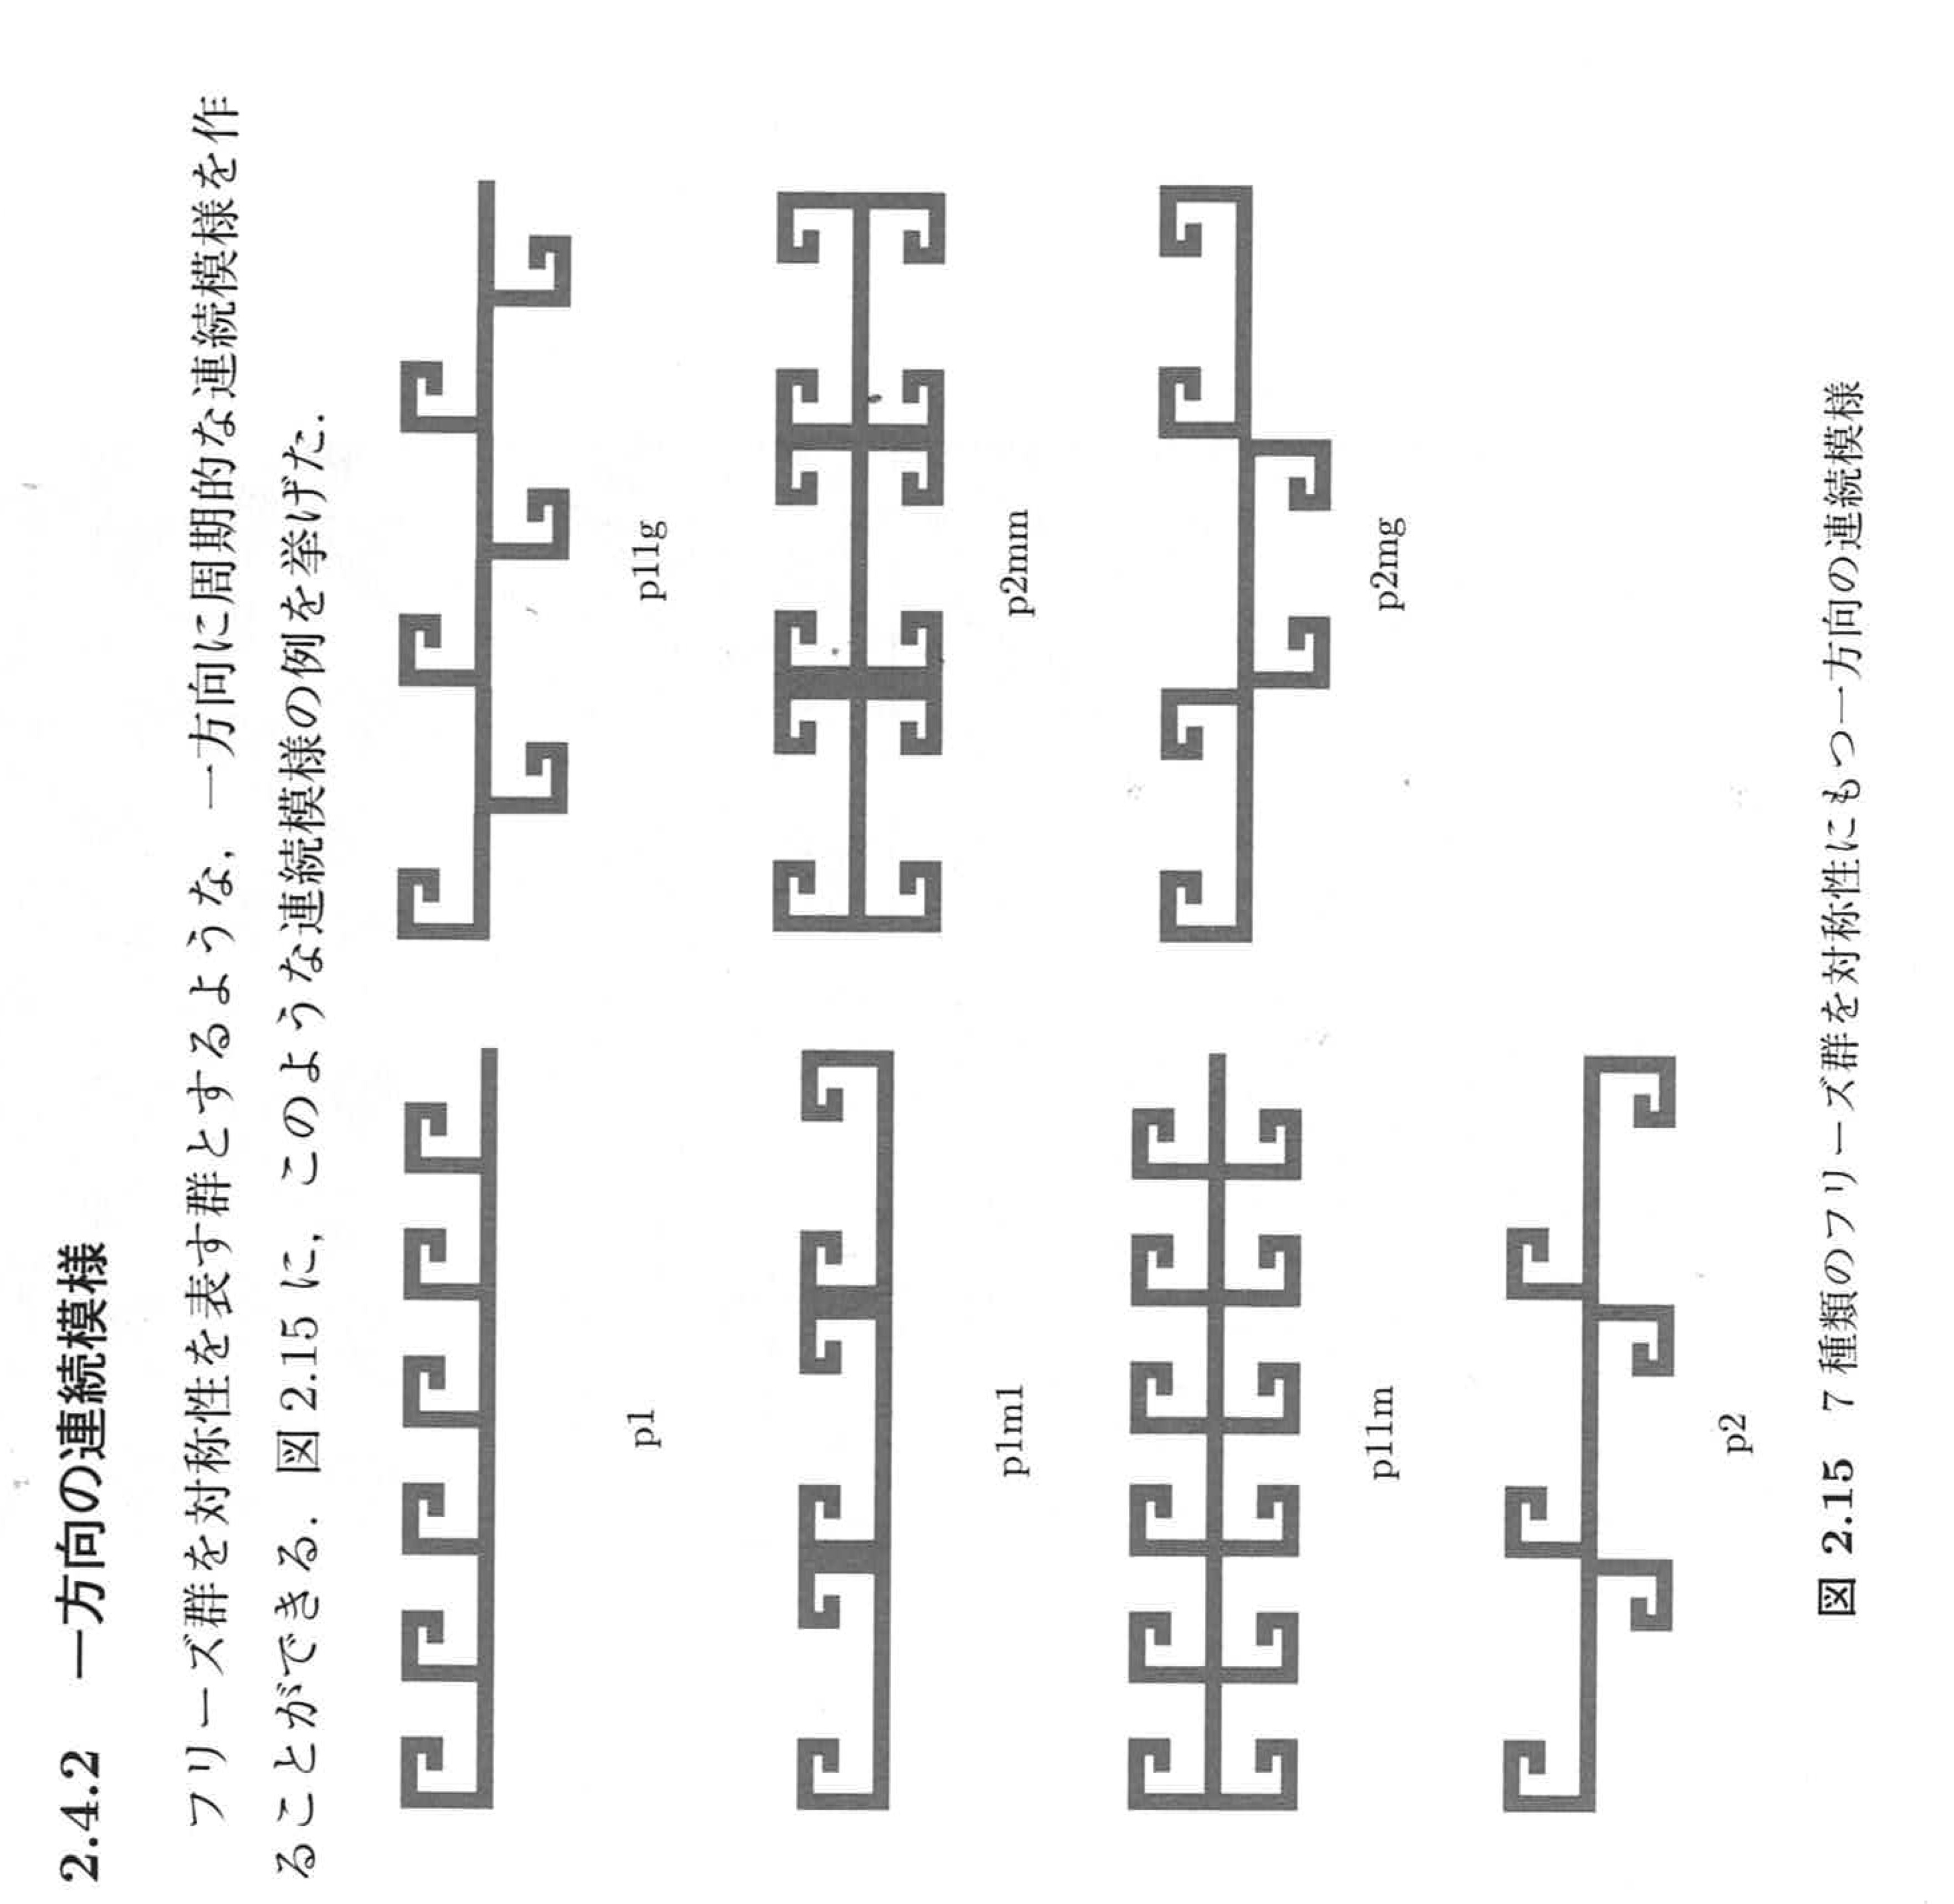 2.4.2 一方向の連続模様
フリーズ群を対称性を表す群とするような，一方向に周期的な連続模様を作
ることができる．図 2.15 に，このような連続模様の例を挙げた．
p1
p11g
p1m1
p2mm
p11m
p2mg
p2
図 2.15 7 種類のフリーズ群を対称性にもつ一方向の連続模様